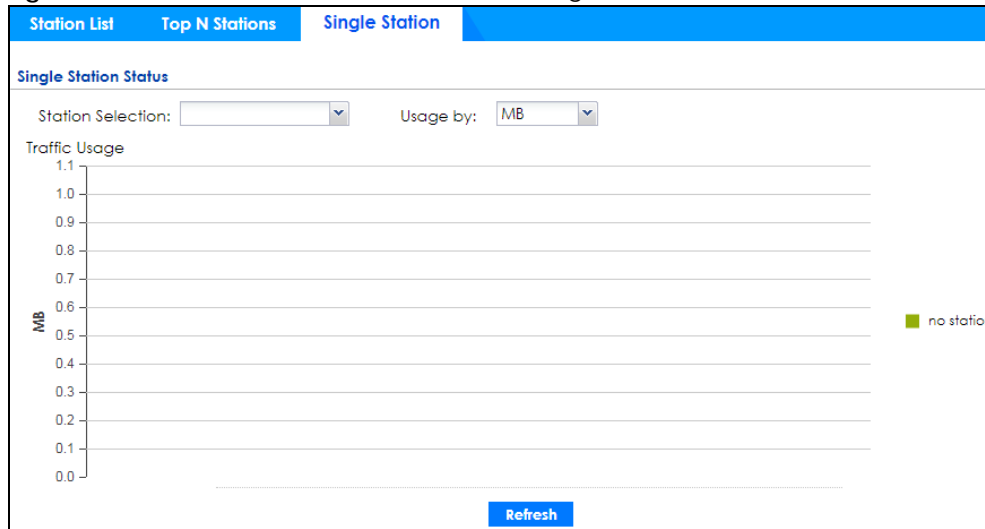 Station List Top N Stations Single Station
Single Station Status
Station Selection: Usage by: MB
Traffic Usage
1.1
1.0
0.9
0.8
0.7
0.6
0.5
0.4
0.3
0.2
0.1
0.0
MB
no statio
Refresh